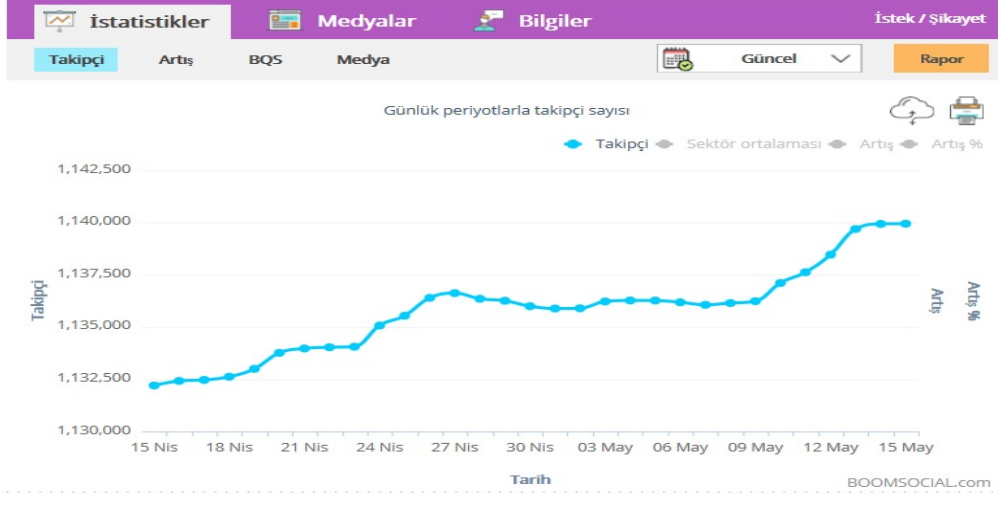 İstatistikler Medyalar Bilgiler İstek / Şikayet
Takipçi Artış BQS Medya Güncel Rapor
Günlük periyotlarla takipçi sayısı
Takipçi Sektör ortalaması Artış Artış %
1,142,500
1,140,000
1,137,500
1,135,000
1,132,500
1,130,000
Takipçi
Artış
Artış %
15 Nis 18 Nis 21 Nis 24 Nis 27 Nis 30 Nis 03 May 06 May 09 May 12 May 15 May
Tarih
BOOMSOCIAL.com